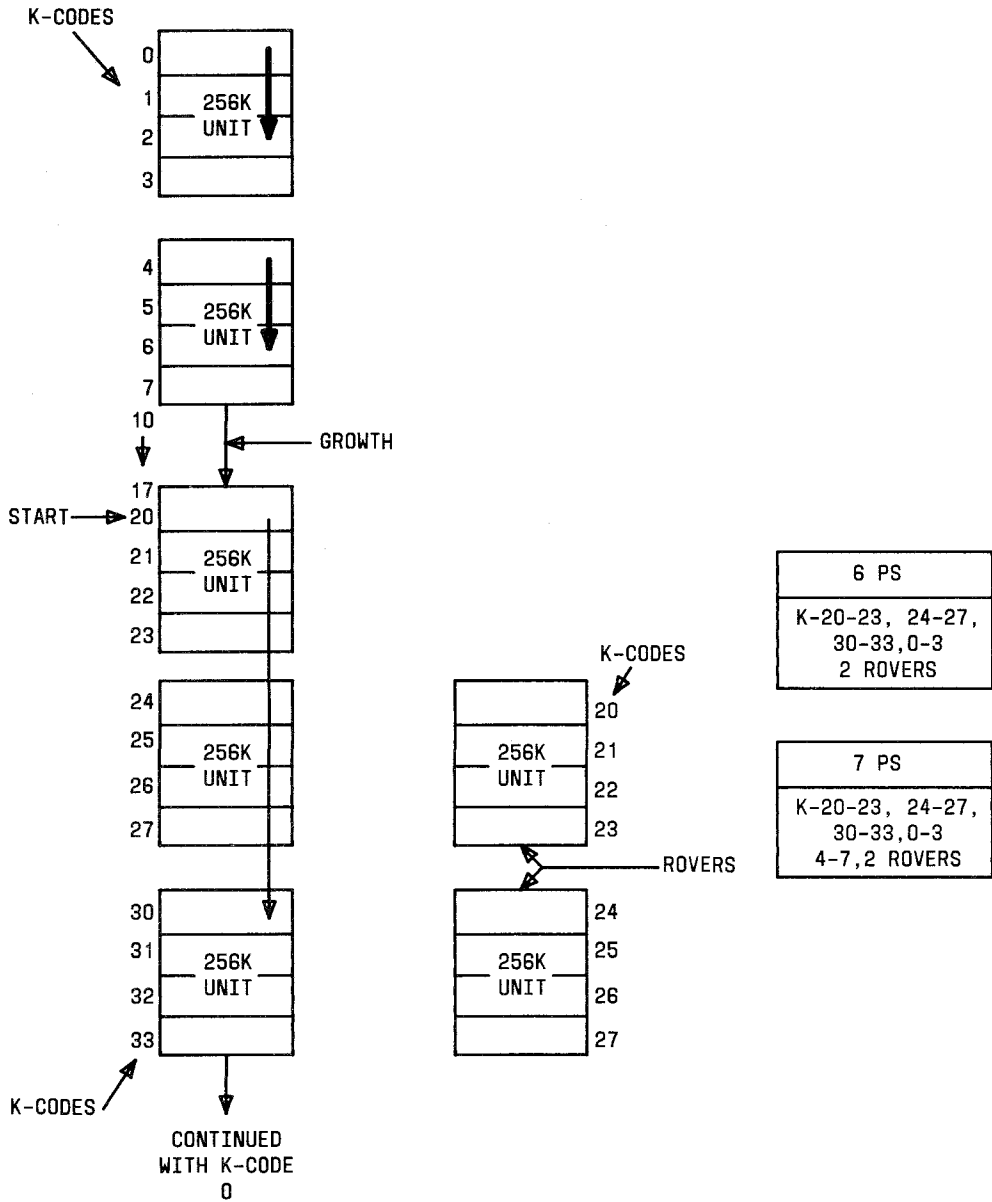 K-CODES
0
1
2
3
256K
UNIT
4
5
6
7
256K
UNIT
10
GROWTH
17
START
20
21
22
23
256K
UNIT
24
25
26
27
256K
UNIT
30
31
32
33
256K
UNIT
K-CODES
CONTINUED
WITH K-CODE
0
K-CODES
20
21
22
23
256K
UNIT
ROVERS
24
25
26
27
256K
UNIT
6 PS
K-20-23, 24-27,
30-33,0-3
2 ROVERS
7 PS
K-20-23, 24-27,
30-33,0-3
4-7,2 ROVERS